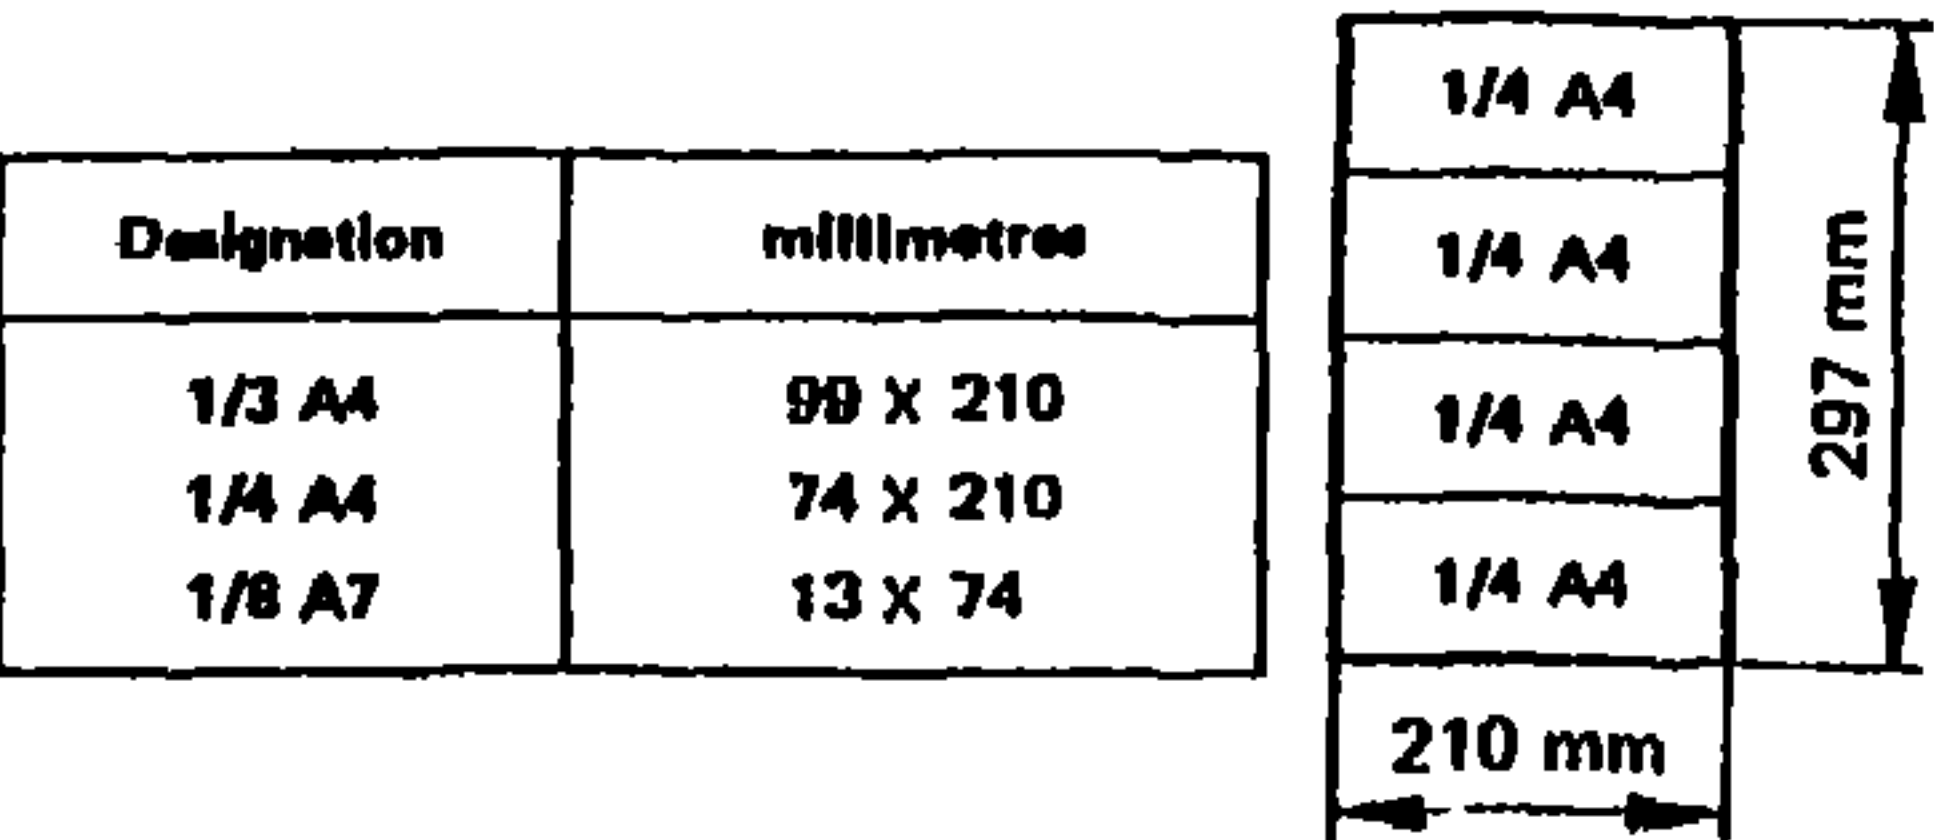 Designation millimetres
1/3 A4 99 X 210
1/4 A4 74 X 210
1/8 A7 13 X 74
1/4 A4
1/4 A4
1/4 A4
1/4 A4
297 mm
210 mm